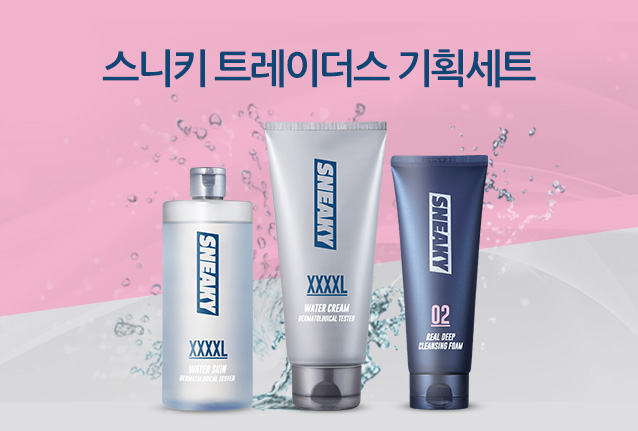 스니키 트레이더스 기획세트
SNEAKY
XXXXL
WATER SKIN
DERMATOLOGICAL TESTED
SNEAKY
XXXXL
WATER CREAM
DERMATOLOGICAL TESTED
SNEAKY
02
REAL DEEP
CLEANSING FOAM